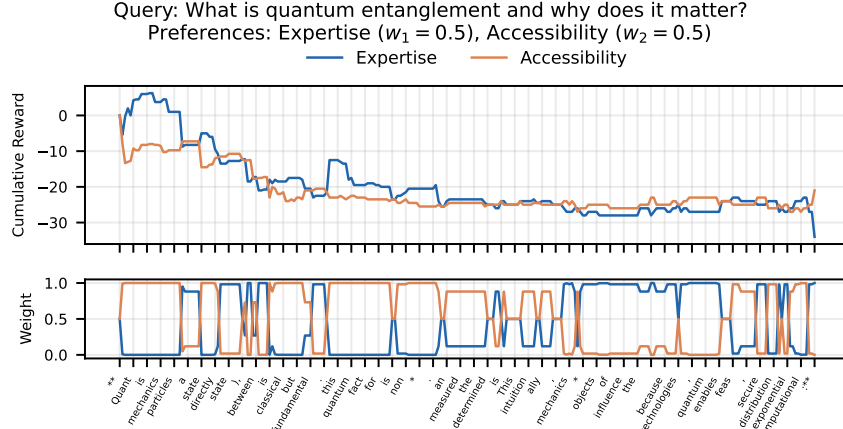 Query: What is quantum entanglement and why does it matter?
Preferences: Expertise (w₁ = 0.5), Accessibility (w₂ = 0.5)
Expertise
Accessibility
Cumulative Reward
0
−10
−20
−30
Weight
1.0
0.5
0.0
**
Quant
is
mechanics
particles
a
state
directly
state
).
between
is
classical
but
fundamental
this
quantum
fact
for
is
non
*
an
measured
the
determined
is
This
intuition
ally
mechanics
*
objects
of
influence
the
because
technologies
quantum
enables
feas
secure
distribution
exponential
mputational
:**